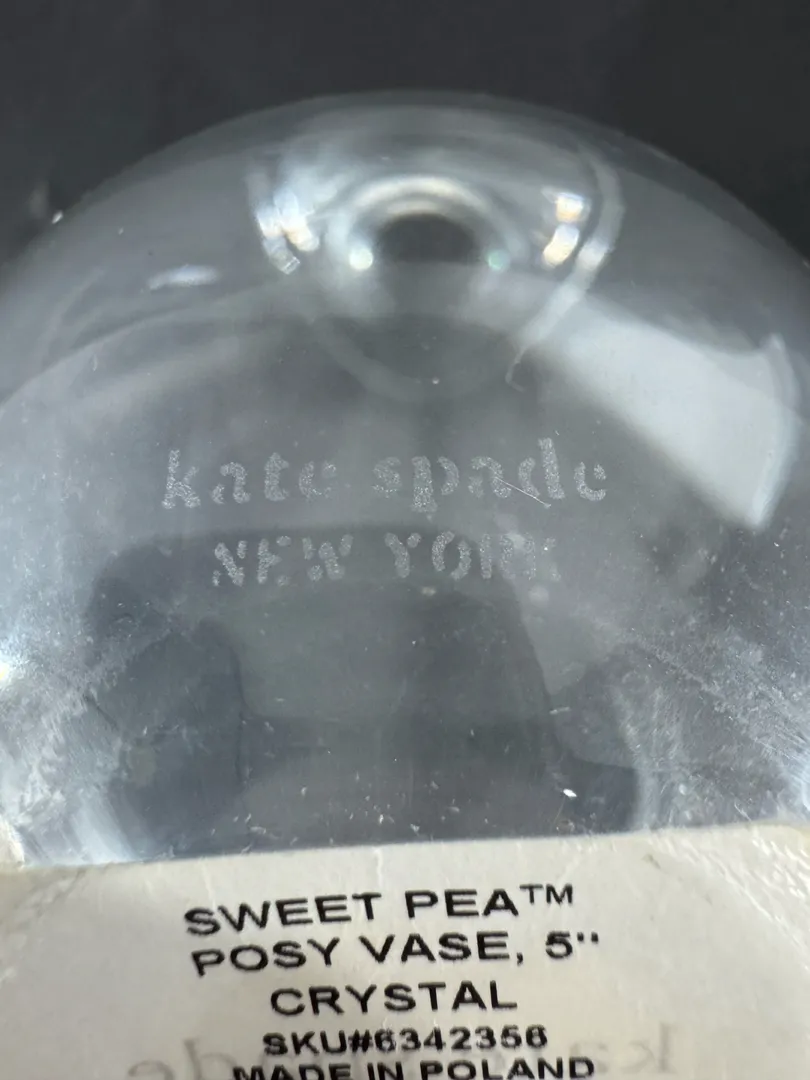 kate spade
NEW YORK
SWEET PEA™
POSY VASE, 5"
CRYSTAL
SKU#6342356
MADE IN POLAND